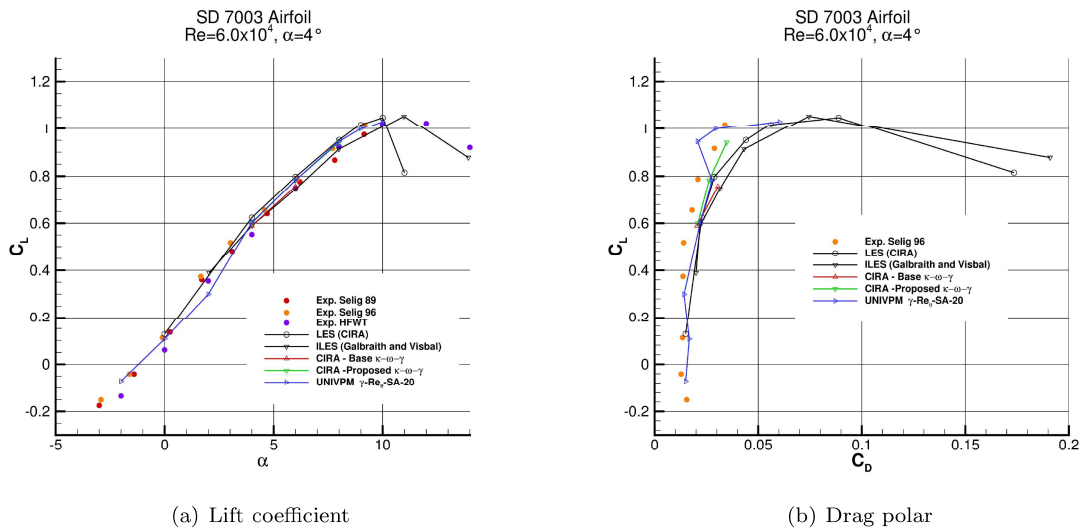 SD 7003 Airfoil
Re=6.0x10⁴, α=4°
1.2
1
0.8
0.6
0.4
0.2
0
-0.2
C_L
-5
0
5
10
α
Exp. Selig 89
Exp. Selig 96
Exp. HFWT
LES (CIRA)
ILES (Galbraith and Visbal)
CIRA - Base κ–ω–γ
CIRA -Proposed κ–ω–γ
UNIVPM γ-Re_θ-SA-20
(a) Lift coefficient
SD 7003 Airfoil
Re=6.0x10⁴, α=4°
1.2
1
0.8
0.6
0.4
0.2
0
-0.2
C_L
0
0.05
0.1
0.15
0.2
C_D
Exp. Selig 96
LES (CIRA)
ILES (Galbraith and Visbal)
CIRA - Base κ–ω–γ
CIRA -Proposed κ–ω–γ
UNIVPM γ-Re_θ-SA-20
(b) Drag polar